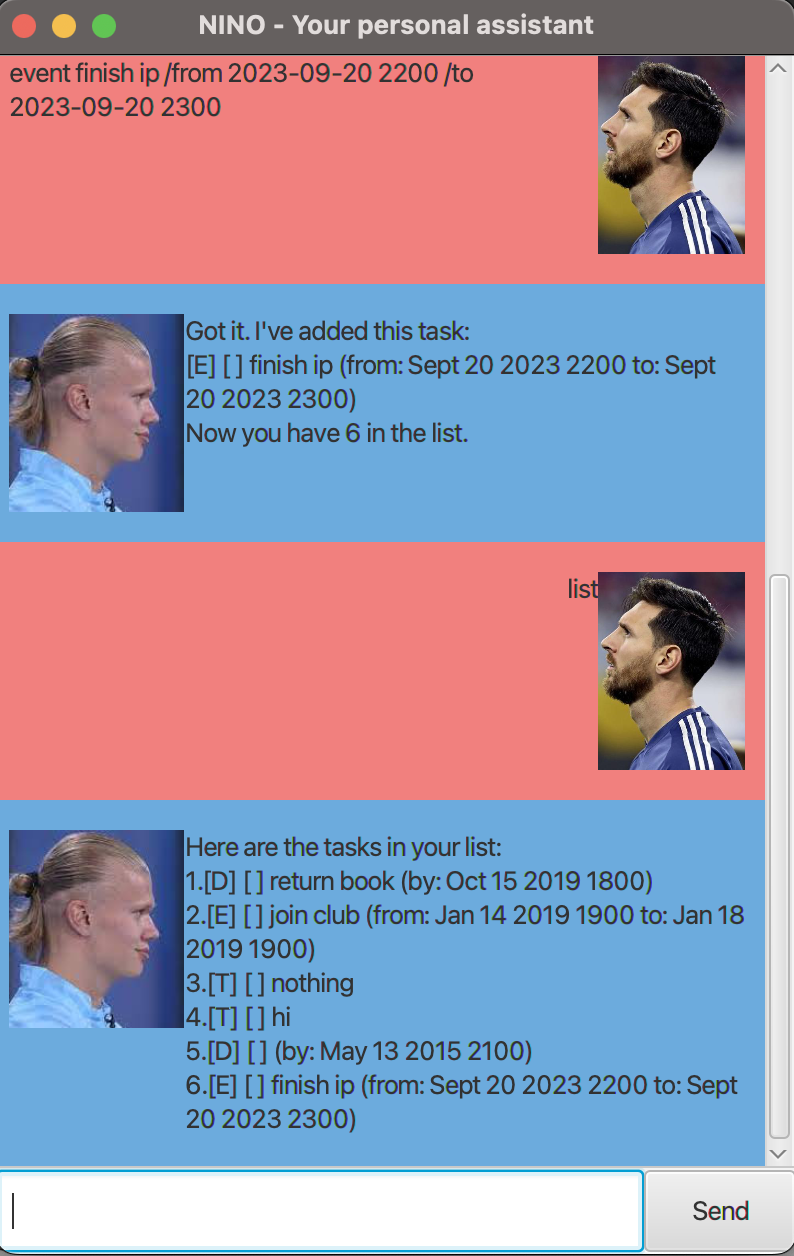 NINO - Your personal assistant
event finish ip /from 2023-09-20 2200 /to
2023-09-20 2300
Got it. I've added this task:
[E] [ ] finish ip (from: Sept 20 2023 2200 to: Sept
20 2023 2300)
Now you have 6 in the list.
list
Here are the tasks in your list:
1.[D] [ ] return book (by: Oct 15 2019 1800)
2.[E] [ ] join club (from: Jan 14 2019 1900 to: Jan 18
2019 1900)
3.[T] [ ] nothing
4.[T] [ ] hi
5.[D] [ ] (by: May 13 2015 2100)
6.[E] [ ] finish ip (from: Sept 20 2023 2200 to: Sept
20 2023 2300)
Send